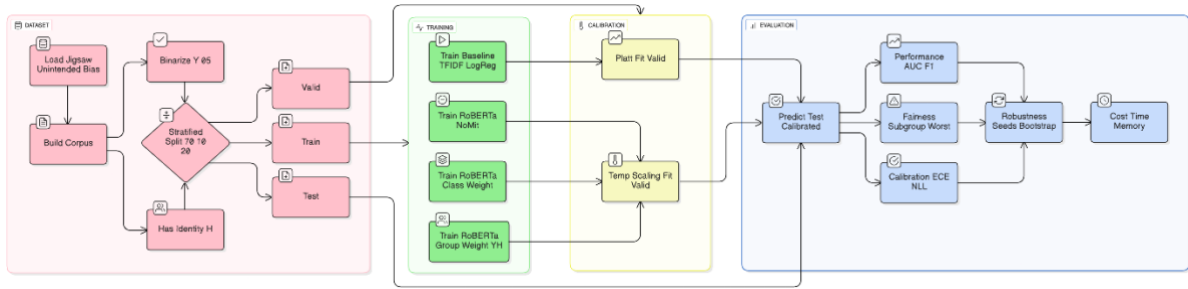 DATASET
Load Jigsaw
Unintended Bias
Build Corpus
Binarize Y 05
Stratified
Split 70 10
20
Has Identity H
Valid
Train
Test
TRAINING
Train Baseline
TFIDF LogReg
Train RoBERTa
NoMit
Train RoBERTa
Class Weight
Train RoBERTa
Group Weight YH
CALIBRATION
Platt Fit Valid
Temp Scaling Fit
Valid
EVALUATION
Predict Test
Calibrated
Performance
AUC F1
Fairness
Subgroup Worst
Calibration ECE
NLL
Robustness
Seeds Bootstrap
Cost Time
Memory